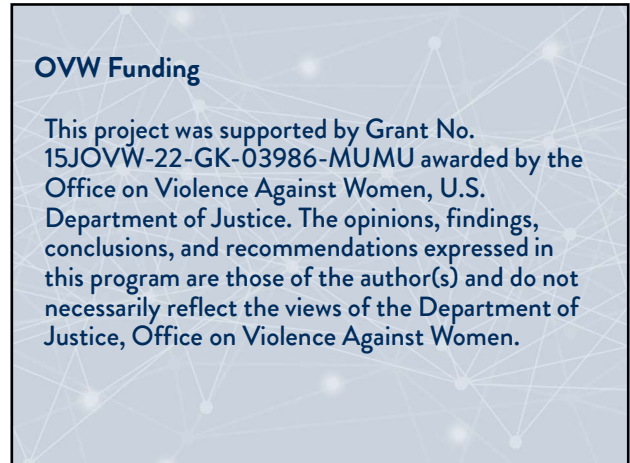 OVW Funding
This project was supported by Grant No.
15JOVW-22-GK-03986-MUMU awarded by the
Office on Violence Against Women, U.S.
Department of Justice. The opinions, findings,
conclusions, and recommendations expressed in
this program are those of the author(s) and do not
necessarily reflect the views of the Department of
Justice, Office on Violence Against Women.